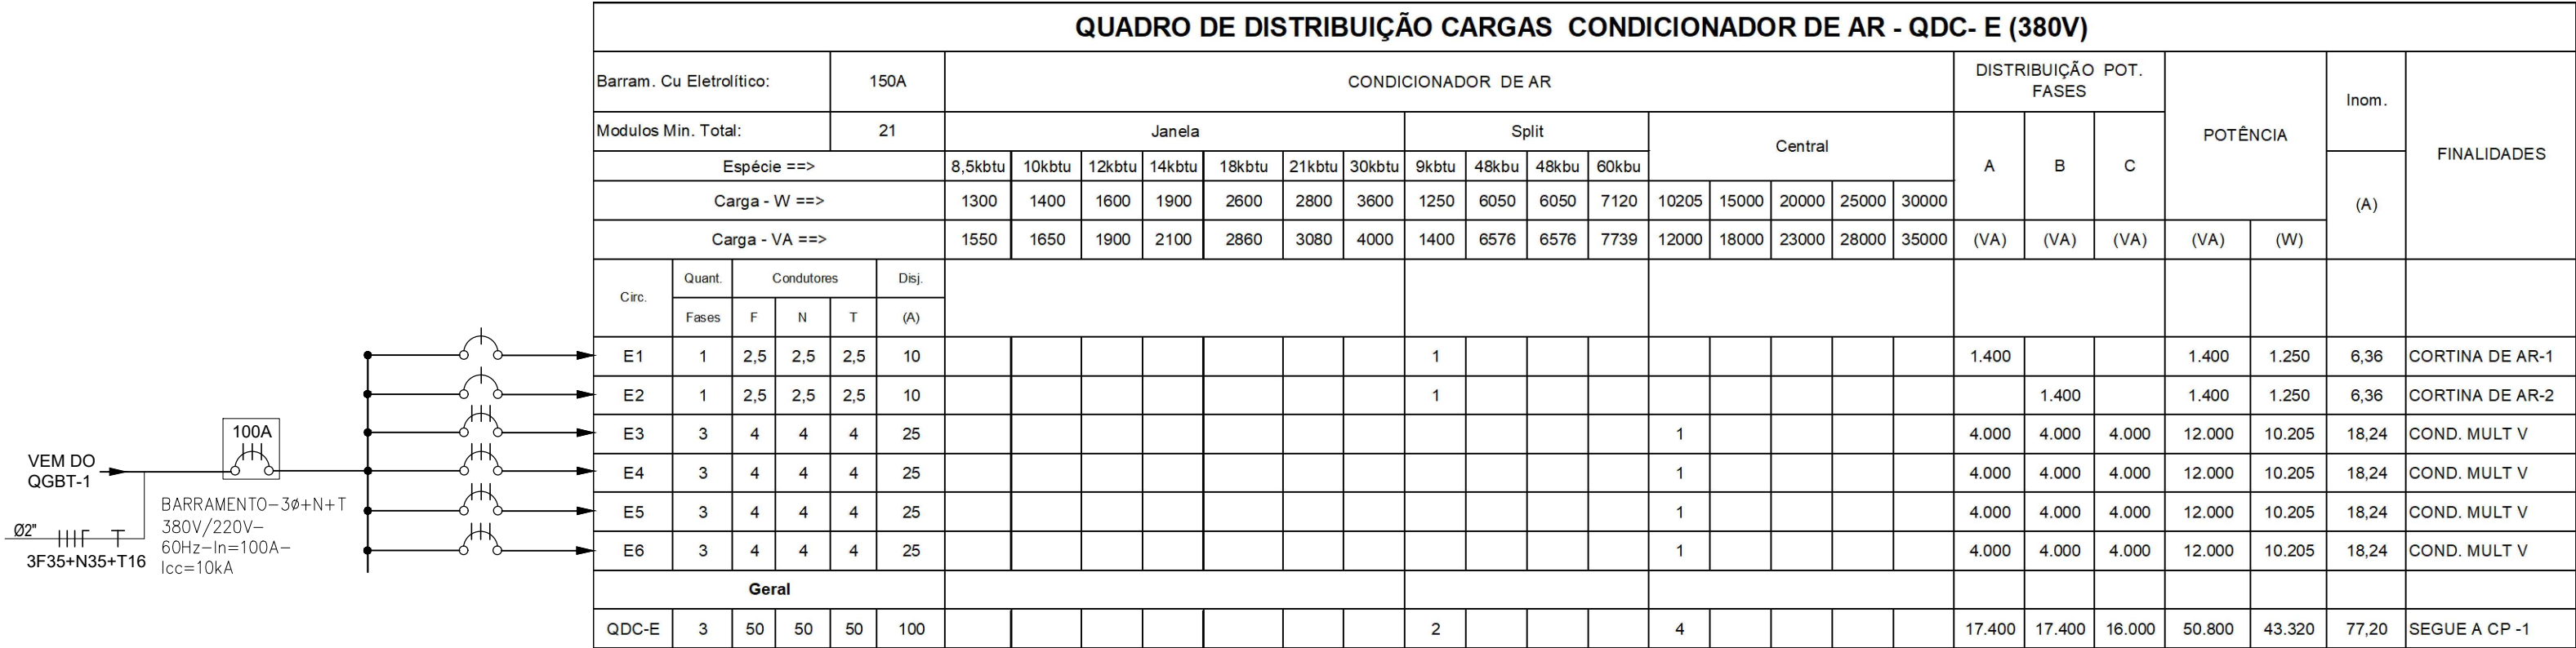 QUADRO DE DISTRIBUIÇÃO CARGAS CONDICIONADOR DE AR - QDC- E (380V)
Barram. Cu Eletrolítico: 150A CONDICIONADOR DE AR DISTRIBUIÇÃO POT. FASES POTÊNCIA Inom. FINALIDADES
Modulos Min. Total: 21 Janela Split Central A B C
Espécie ==> 8,5kbtu 10kbtu 12kbtu 14kbtu 18kbtu 21kbtu 30kbtu 9kbtu 48kbu 48kbu 60kbu (A)
Carga - W ==> 1300 1400 1600 1900 2600 2800 3600 1250 6050 6050 7120 10205 15000 20000 25000 30000
Carga - VA ==> 1550 1650 1900 2100 2860 3080 4000 1400 6576 6576 7739 12000 18000 23000 28000 35000 (VA) (VA) (VA) (VA) (W)
Circ. Quant. Condutores Disj.
Fases F N T (A)
E1 1 2,5 2,5 2,5 10 1 1.400 1.400 1.250 6,36 CORTINA DE AR-1
E2 1 2,5 2,5 2,5 10 1 1.400 1.400 1.250 6,36 CORTINA DE AR-2
E3 3 4 4 4 25 1 4.000 4.000 4.000 12.000 10.205 18,24 COND. MULT V
E4 3 4 4 4 25 1 4.000 4.000 4.000 12.000 10.205 18,24 COND. MULT V
E5 3 4 4 4 25 1 4.000 4.000 4.000 12.000 10.205 18,24 COND. MULT V
E6 3 4 4 4 25 1 4.000 4.000 4.000 12.000 10.205 18,24 COND. MULT V
Geral
QDC-E 3 50 50 50 100 2 4 17.400 17.400 16.000 50.800 43.320 77,20 SEGUE A CP -1
100A
VEM DO
QGBT-1
BARRAMENTO-3ø+N+T
380V/220V-
60Hz-In=100A-
Icc=10kA
Ø2"
3F35+N35+T16